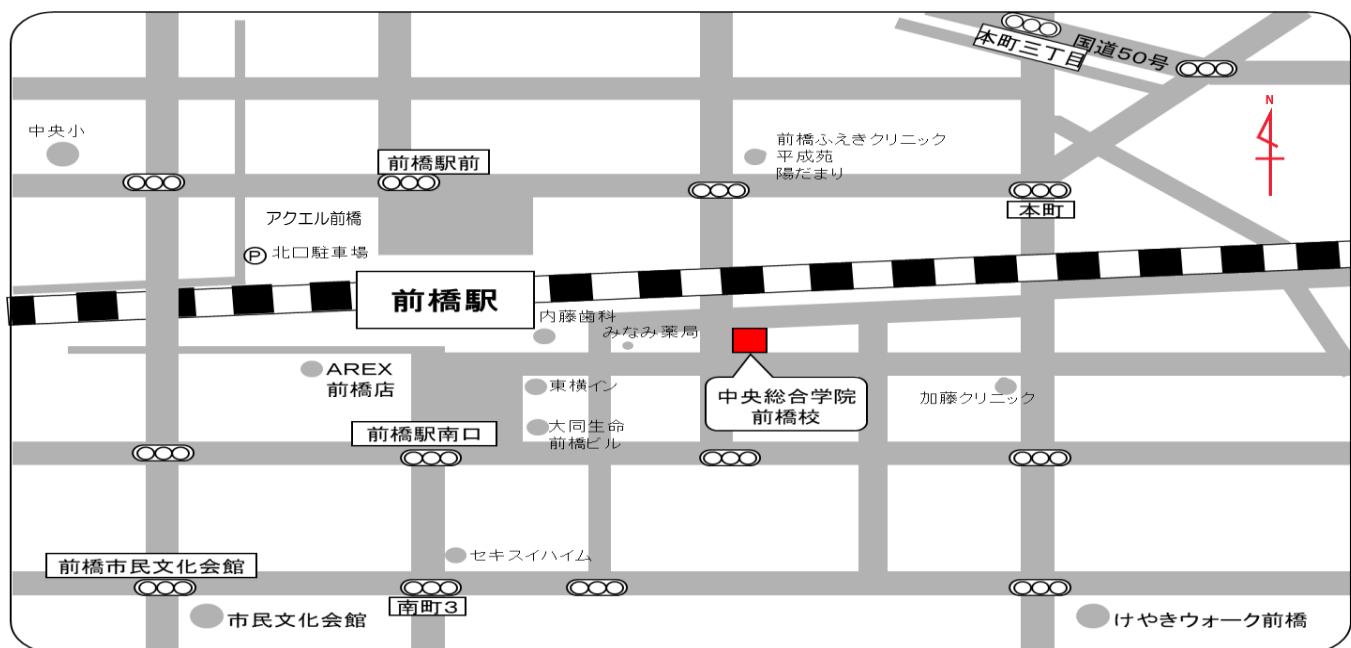 本町三丁目
国道50号
N
中央小
前橋駅前
前橋ふえきクリニック
平成苑
陽だまり
本町
アクエル前橋
P 北口駐車場
前橋駅
内藤歯科
みなみ薬局
AREX
前橋店
東横イン
中央総合学院
前橋校
加藤クリニック
大同生命
前橋ビル
前橋駅南口
セキスイハイム
前橋市民文化会館
南町3
市民文化会館
けやきウォーク前橋